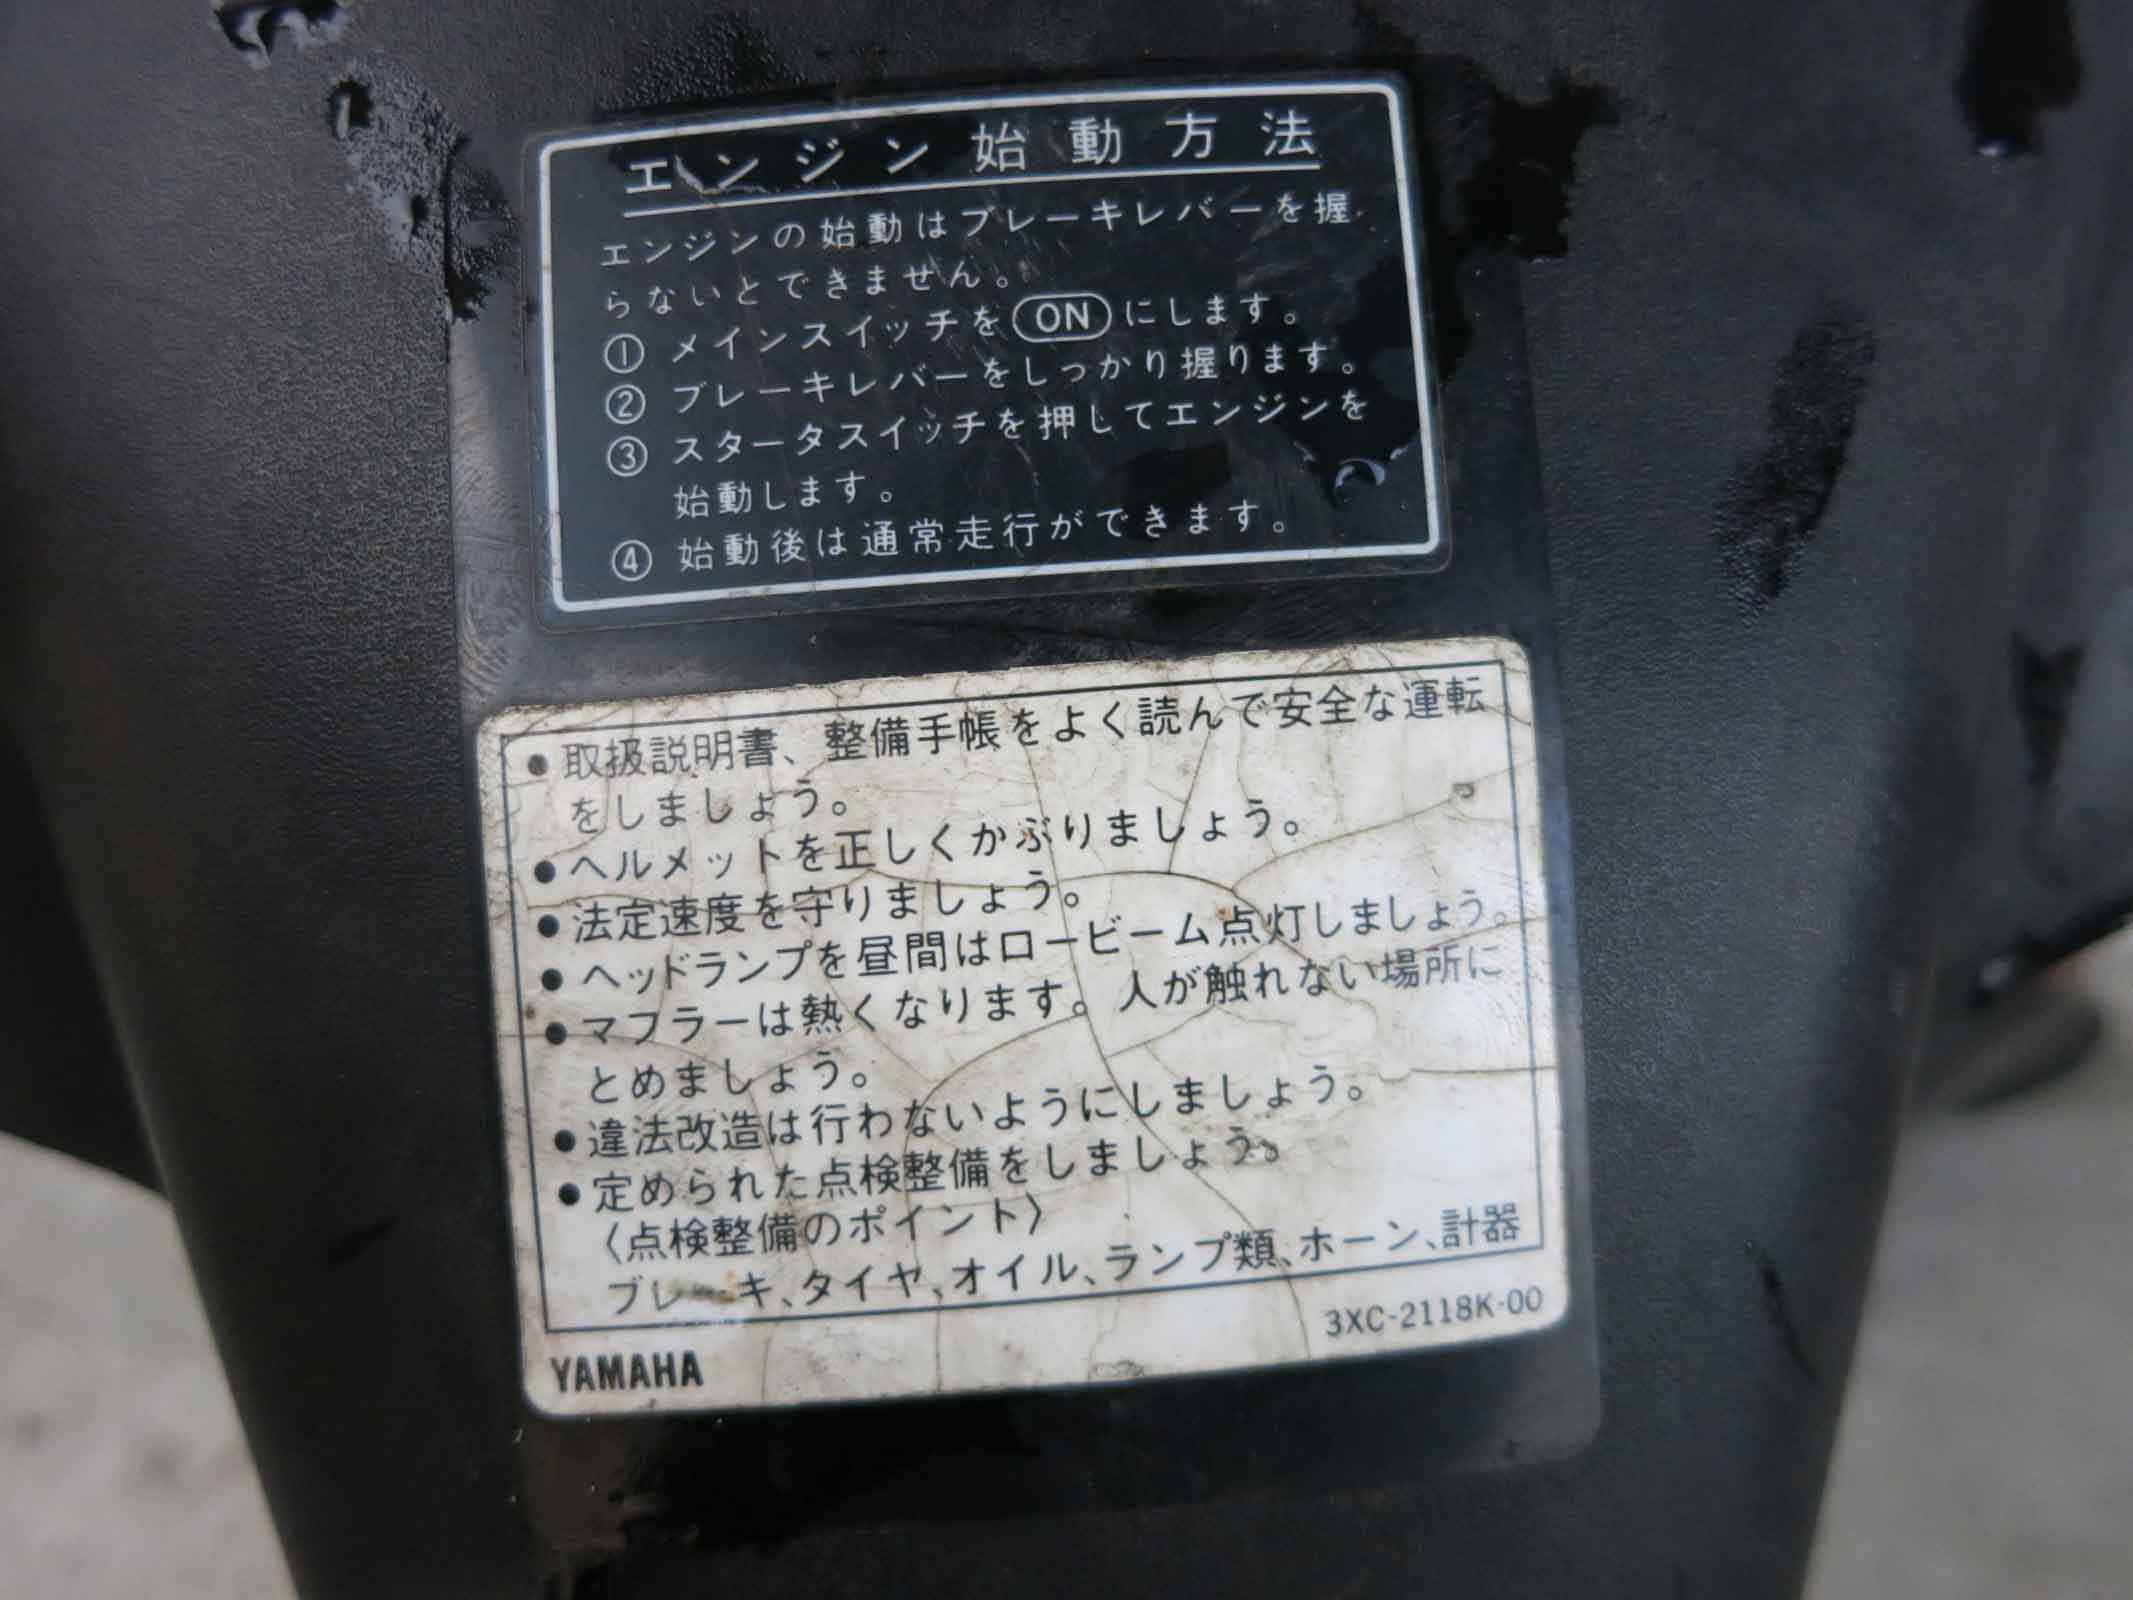 エンジン始動方法
エンジンの始動はブレーキレバーを握
らないとできません。
① メインスイッチをONにします。
② ブレーキレバーをしっかり握ります。
③ スタータスイッチを押してエンジンを
始動します。
④ 始動後は通常走行ができます。
●取扱説明書、整備手帳をよく読んで安全な運転
をしましょう。
●ヘルメットを正しくかぶりましょう。
●法定速度を守りましょう。
●ヘッドランプを昼間はロービーム点灯しましょう。
●マフラーは熱くなります。人が触れない場所に
とめましょう。
●違法改造は行わないようにしましょう。
●定められた点検整備をしましょう。
〈点検整備のポイント〉
ブレーキ、タイヤ、オイル、ランプ類、ホーン、計器
3XC-2118K-00
YAMAHA